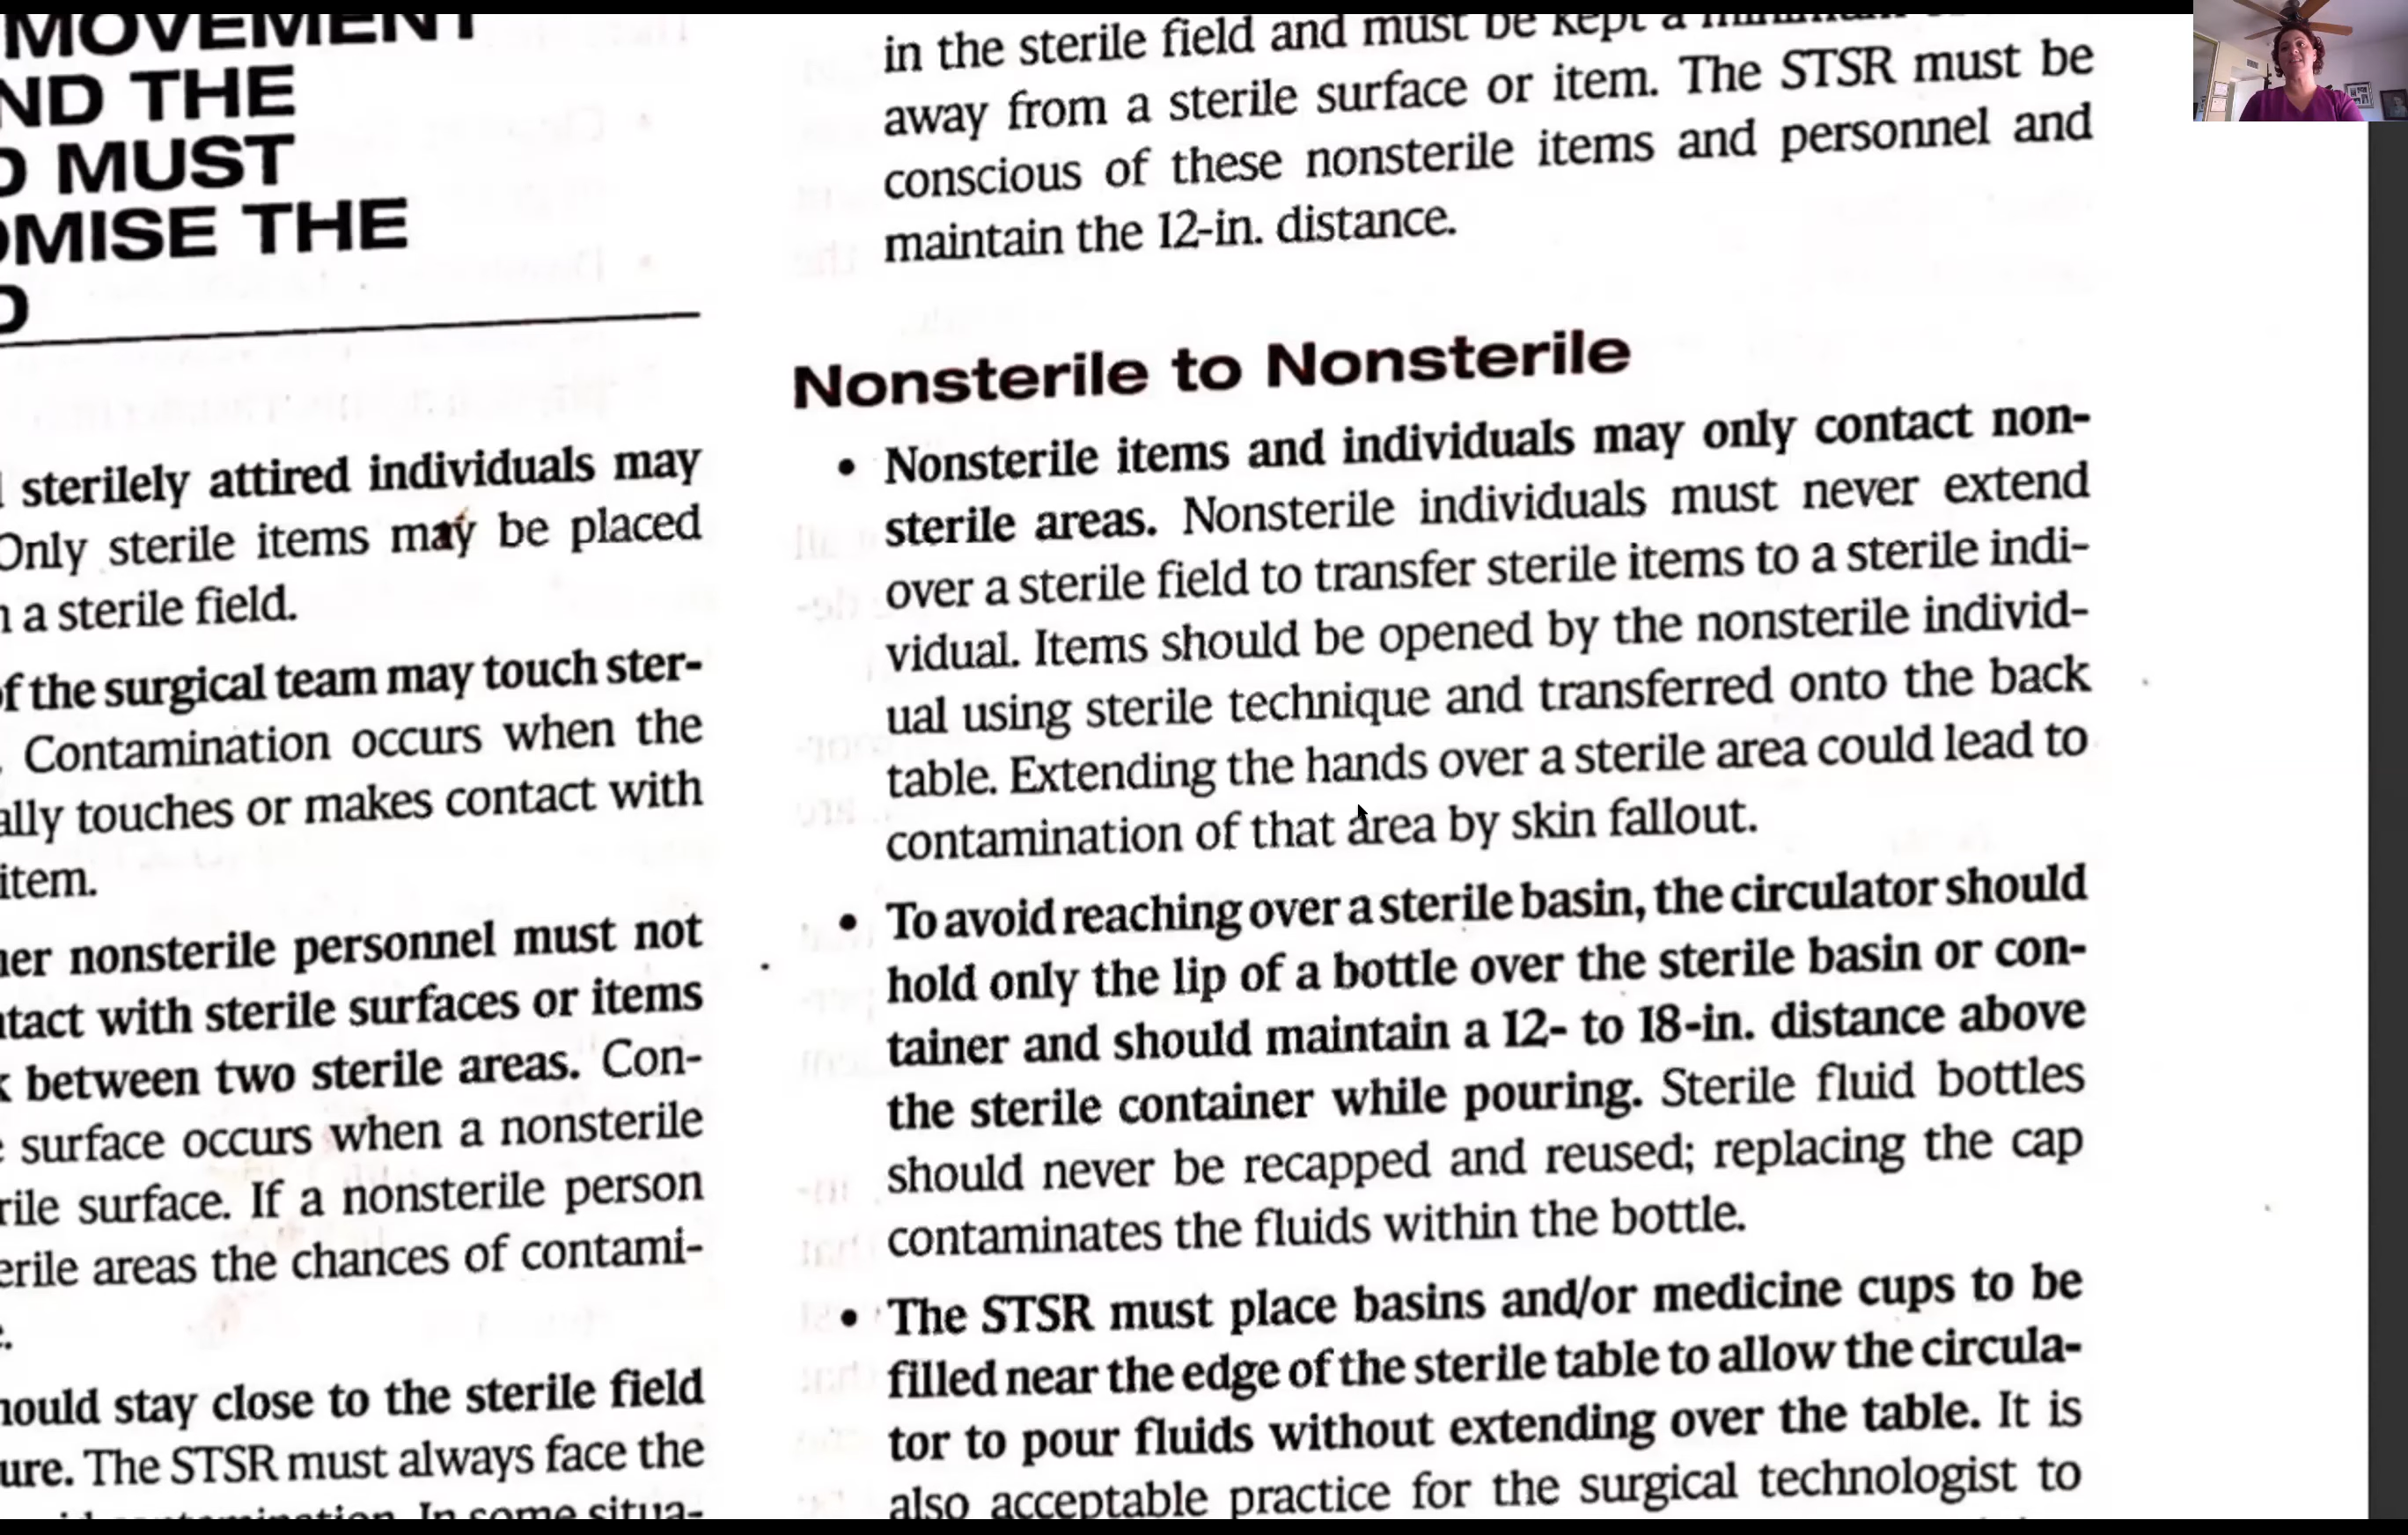 MOVEMENT
ND THE
MUST
OMISE THE
D
sterilely attired individuals may
Only sterile items may be placed
a sterile field.
of the surgical team may touch ster-
Contamination occurs when the
ally touches or makes contact with
item.
her nonsterile personnel must not
ntact with sterile surfaces or items
k between two sterile areas. Con-
surface occurs when a nonsterile
rile surface. If a nonsterile person
erile areas the chances of contami-
hould stay close to the sterile field
ure. The STSR must always face the
contamination. In some situa-
in the sterile field and must be kept a minimum
away from a sterile surface or item. The STSR must be
conscious of these nonsterile items and personnel and
maintain the 12-in. distance.
Nonsterile to Nonsterile
• Nonsterile items and individuals may only contact non-
sterile areas. Nonsterile individuals must never extend
over a sterile field to transfer sterile items to a sterile indi-
vidual. Items should be opened by the nonsterile individ-
ual using sterile technique and transferred onto the back
table. Extending the hands over a sterile area could lead to
contamination of that area by skin fallout.
• To avoid reaching over a sterile basin, the circulator should
hold only the lip of a bottle over the sterile basin or con-
tainer and should maintain a 12- to 18-in. distance above
the sterile container while pouring. Sterile fluid bottles
should never be recapped and reused; replacing the cap
contaminates the fluids within the bottle.
• The STSR must place basins and/or medicine cups to be
filled near the edge of the sterile table to allow the circula-
tor to pour fluids without extending over the table. It is
also acceptable practice for the surgical technologist to